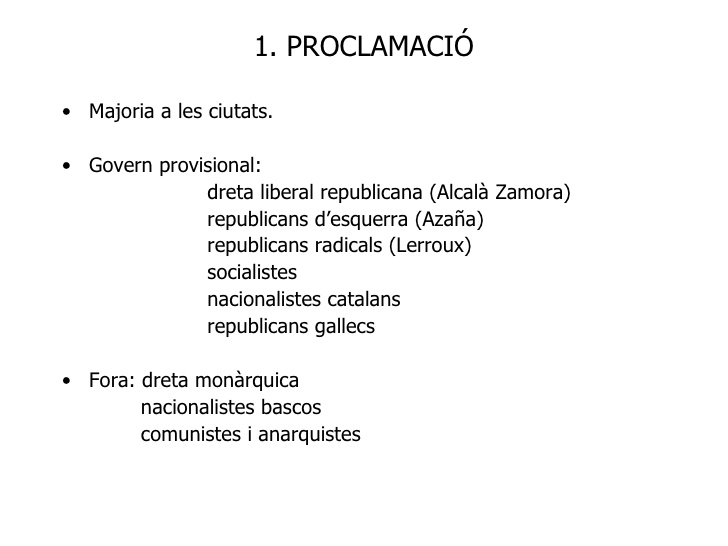 1. PROCLAMACIÓ
• Majoria a les ciutats.
• Govern provisional:
dreta liberal republicana (Alcalà Zamora)
republicans d’esquerra (Azaña)
republicans radicals (Lerroux)
socialistes
nacionalistes catalans
republicans gallecs
• Fora: dreta monàrquica
nacionalistes bascos
comunistes i anarquistes